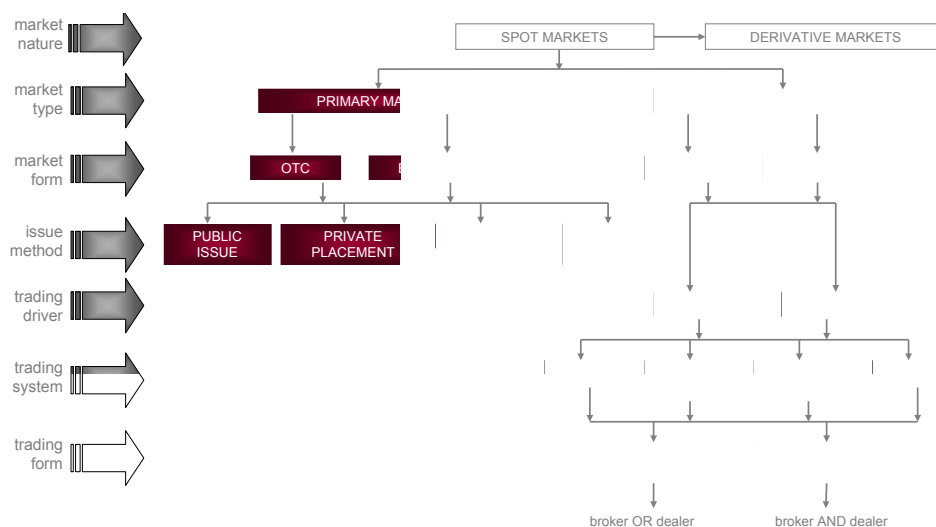 market
nature
SPOT MARKETS
DERIVATIVE MARKETS
market
type
PRIMARY MA
market
form
OTC
issue
method
PUBLIC
ISSUE
PRIVATE
PLACEMENT
trading
driver
trading
system
trading
form
broker OR dealer
broker AND dealer